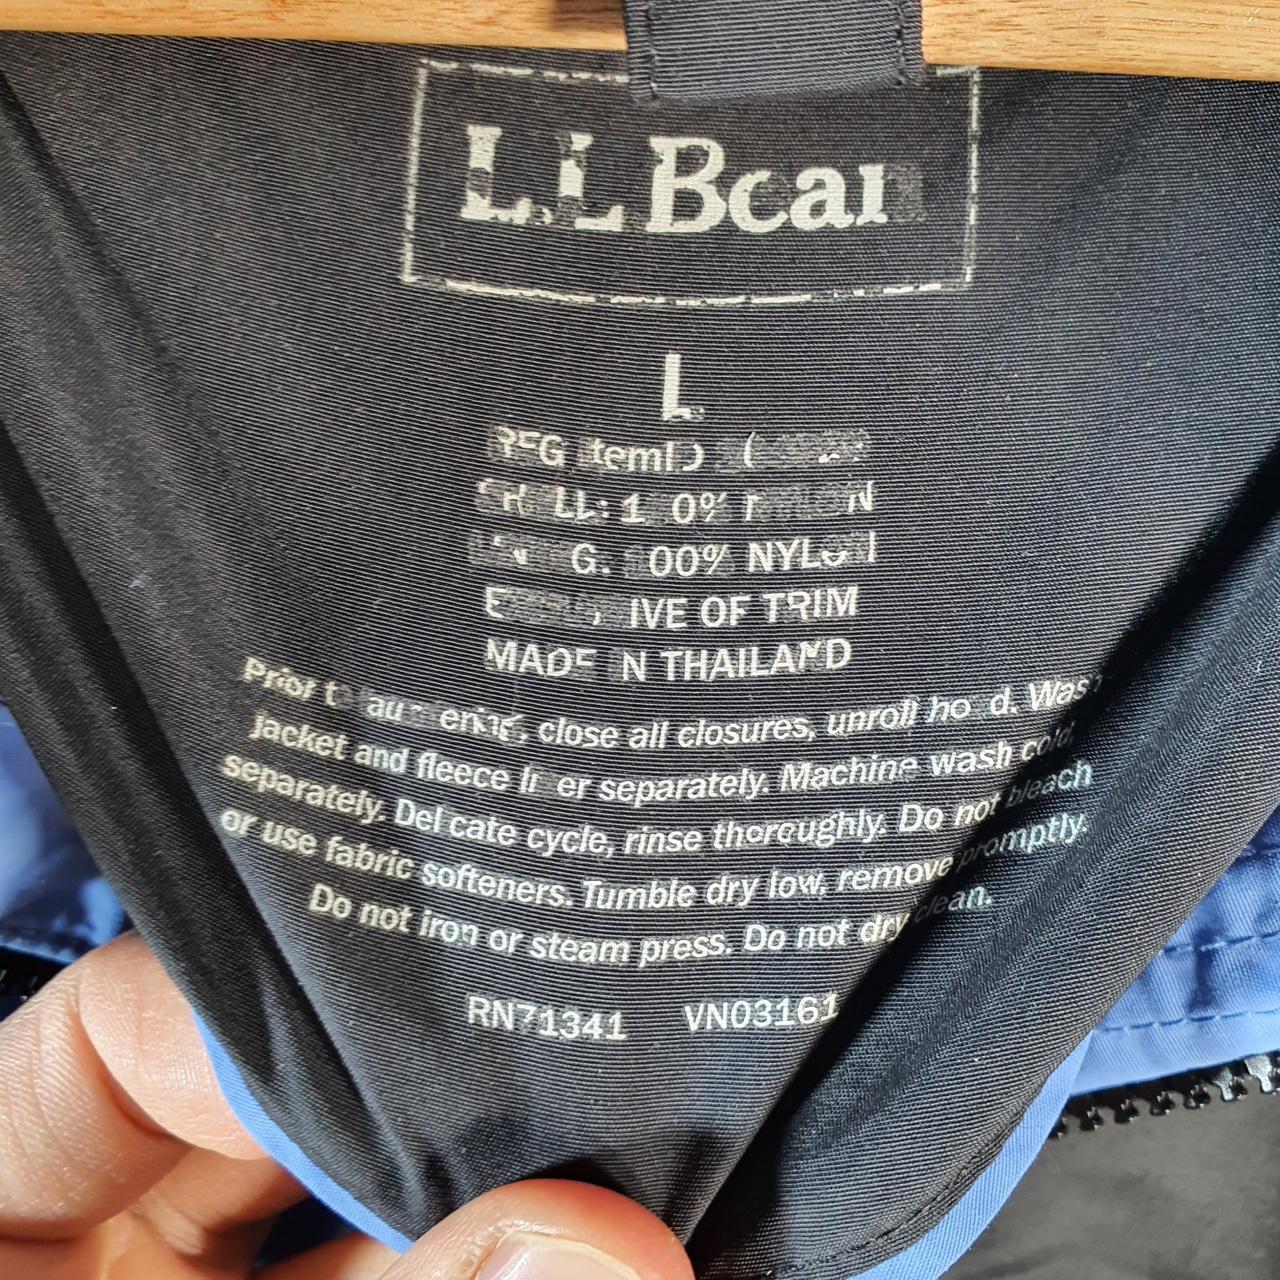 L.L.Bean
L
REG ItemID
SHELL: 100% NYLON
LINING: 100% NYLON
EXCLUSIVE OF TRIM
MADE IN THAILAND
Prior to laundering, close all closures, unroll hood. Wash
jacket and fleece liner separately. Machine wash cold,
separately. Delicate cycle, rinse thoroughly. Do not bleach
or use fabric softeners. Tumble dry low, remove promptly.
Do not iron or steam press. Do not dry clean.
RN71341 VN03161